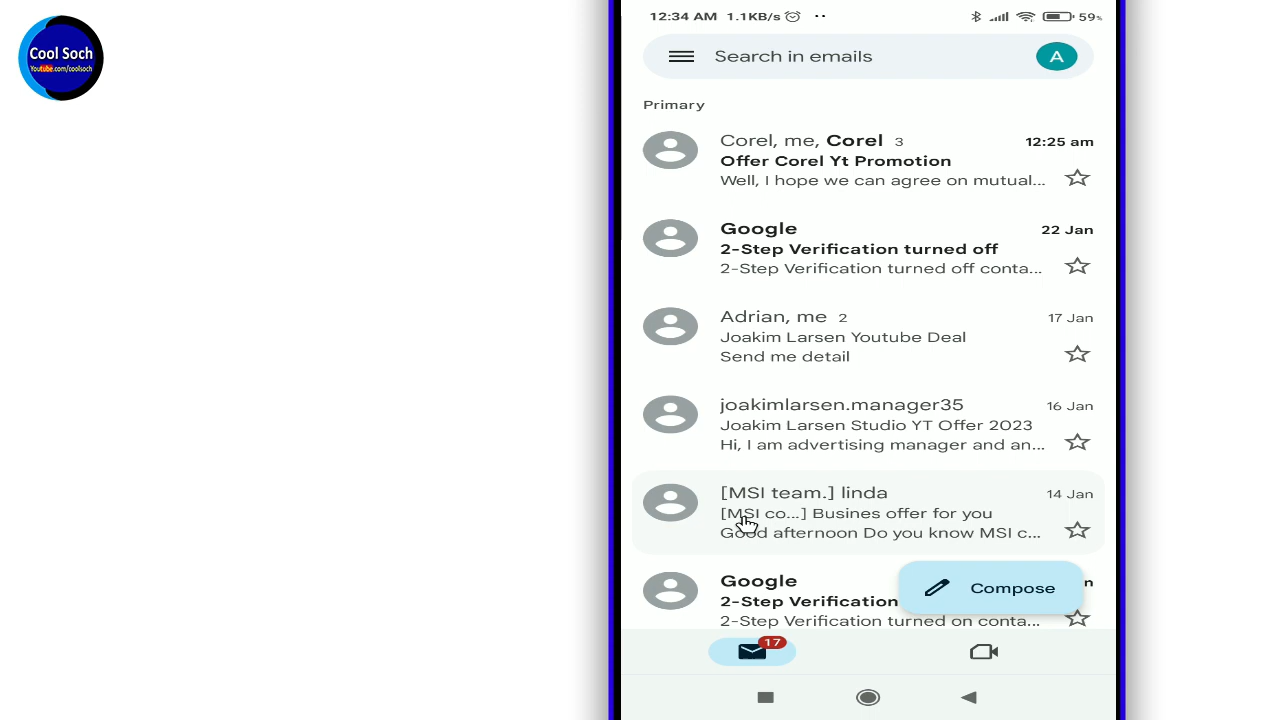 Cool Soch
Youtube.com/coolsoch
12:34 AM 1.1KB/s 59%
Search in emails
A
Primary
Corel, me, Corel 3 12:25 am
Offer Corel Yt Promotion
Well, I hope we can agree on mutual...
Google 22 Jan
2-Step Verification turned off
2-Step Verification turned off conta...
Adrian, me 2 17 Jan
Joakim Larsen Youtube Deal
Send me detail
joakimlarsen.manager35 16 Jan
Joakim Larsen Studio YT Offer 2023
Hi, I am advertising manager and an...
[MSI team.] linda 14 Jan
[MSI co...] Busines offer for you
Good afternoon Do you know MSI c...
Google
2-Step Verification n
2-Step Verification turned on conta...
Compose
17